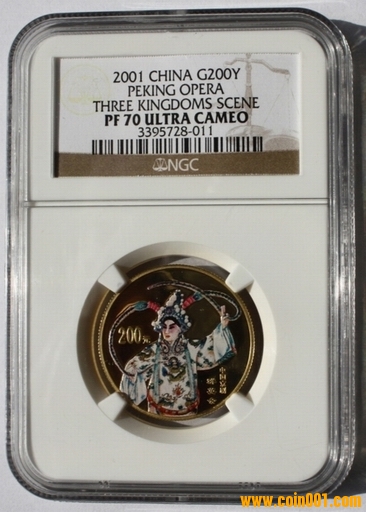 2001 CHINA G200Y
PEKING OPERA
THREE KINGDOMS SCENE
PF 70 ULTRA CAMEO
3395728-011
NGC
200元
www.coin001.com